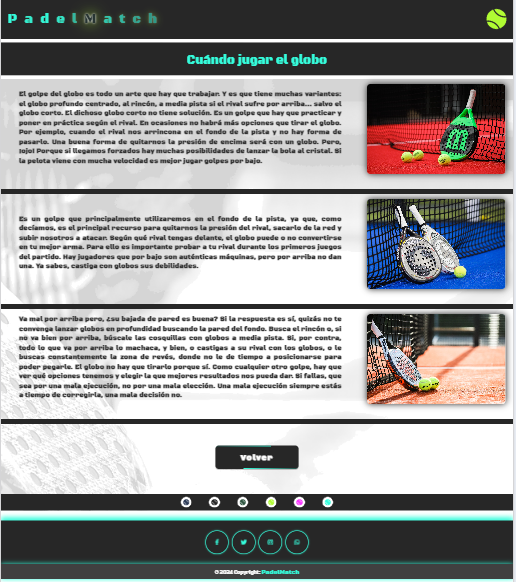 PadelMatch
Cuándo jugar el globo
El golpe del globo es todo un arte que hay que trabajar. Y es que tiene muchas variantes:
el globo profundo centrado, al rincón, a media pista si el rival sufre por arriba... salvo el
globo corto. El dichoso globo corto no tiene solución. Es un golpe que hay que practicar y
poner en práctica según el rival. En ocasiones no habrá más opciones que tirar el globo.
Por ejemplo, cuando el rival nos arrincona en el fondo de la pista y no hay forma de
pasarlo. Una buena forma de quitarnos la presión de encima será con un globo. Pero,
¡ojo! Porque si llegamos forzados hay muchas posibilidades de lanzar la bola al cristal. Si
la pelota viene con mucha velocidad es mejor jugar golpes por bajo.
Es un golpe que principalmente utilizaremos en el fondo de la pista, ya que, como
decíamos, es el principal recurso para quitarnos la presión del rival, sacarlo de la red y
subir nosotros a atacar. Según qué rival tengas delante, el globo puede o no convertirse
en tu mejor arma. Para ello es importante probar a tu rival durante los primeros juegos
del partido. Hay jugadores que por bajo son auténticas máquinas, pero por arriba no dan
una. Ya sabes, castiga con globos sus debilidades.
Va mal por arriba pero, ¿su bajada de pared es buena? Si la respuesta es sí, quizás no te
convenga lanzar globos en profundidad buscando la pared del fondo. Busca el rincón o, si
no va bien por arriba, búscale las cosquillas con globos a media pista. Si, por contra,
todo lo que va por arriba lo machaca, y bien, o castigas a su rival con los globos, o le
buscas constantemente la zona de revés, donde no le de tiempo a posicionarse para
poder pegarle. El globo no hay que tirarlo porque sí. Como cualquier otro golpe, hay que
ver qué opciones tenemos y elegir la que mejores resultados nos pueda dar. Si fallas, que
sea por una mala ejecución, no por una mala elección. Una mala ejecución siempre estás
a tiempo de corregirla, una mala decisión no.
Volver
© 2024 Copyright: PadelMatch